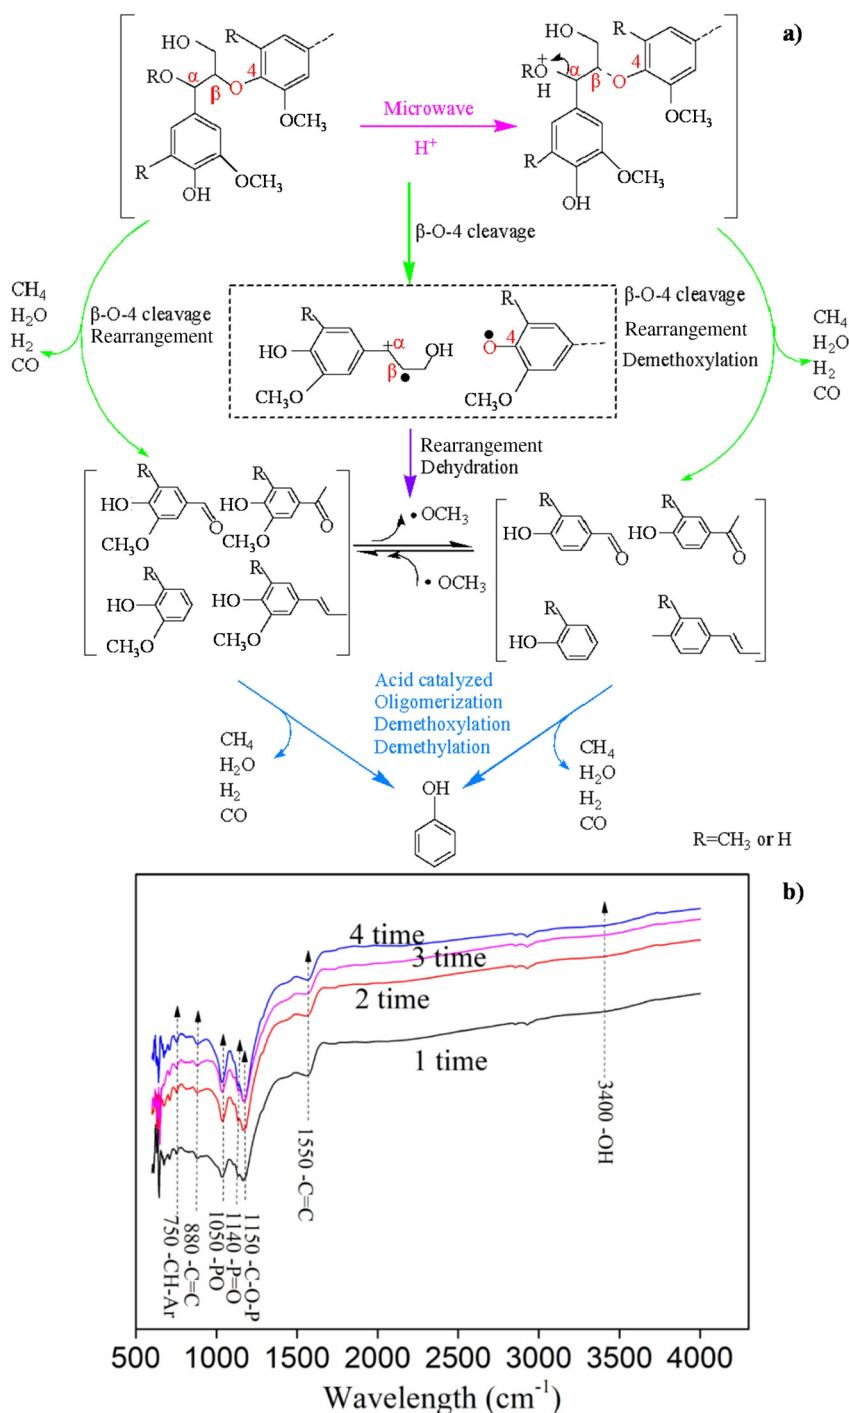 a)
HO
R
RO
α
β
O
4
OCH3
R
OH
OCH3
Microwave
H+
HO
R
RO+
H
α
β
O
4
OCH3
R
OH
OCH3
β-O-4 cleavage
CH4
H2O
H2
CO
β-O-4 cleavage
Rearrangement
R
HO
OCH3
+α
β
OH
R
O
4
OCH3
β-O-4 cleavage
Rearrangement
Demethoxylation
CH4
H2O
H2
CO
Rearrangement
Dehydration
R
HO
O
CH3O
R
HO
O
CH3O
R
HO
CH3O
R
HO
CH3O
• OCH3
• OCH3
R
HO
O
R
HO
O
R
HO
R
Acid catalyzed
Oligomerization
Demethoxylation
Demethylation
CH4
H2O
H2
CO
CH4
H2O
H2
CO
OH
R=CH3 or H
b)
4 time
3 time
2 time
1 time
750 -CH-Ar
880 -C=C
1050 -PO
1140 -P=O
1150 -C-O-P
1550 -C=C
3400 -OH
500 1000 1500 2000 2500 3000 3500 4000
Wavelength (cm-1)